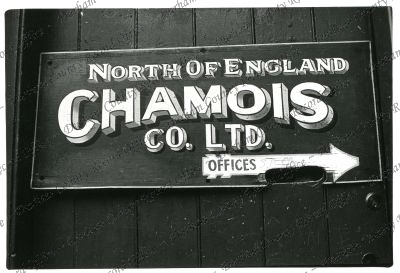 NORTH OF ENGLAND
CHAMOIS
CO. LTD.
OFFICES